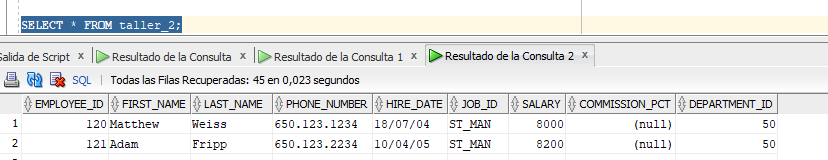 SELECT * FROM taller_2;
Salida de Script Resultado de la Consulta Resultado de la Consulta 1 Resultado de la Consulta 2
SQL Todas las Filas Recuperadas: 45 en 0,023 segundos
EMPLOYEE_ID FIRST_NAME LAST_NAME PHONE_NUMBER HIRE_DATE JOB_ID SALARY COMMISSION_PCT DEPARTMENT_ID
1 120 Matthew Weiss 650.123.1234 18/07/04 ST_MAN 8000 (null) 50
2 121 Adam Fripp 650.123.2234 10/04/05 ST_MAN 8200 (null) 50